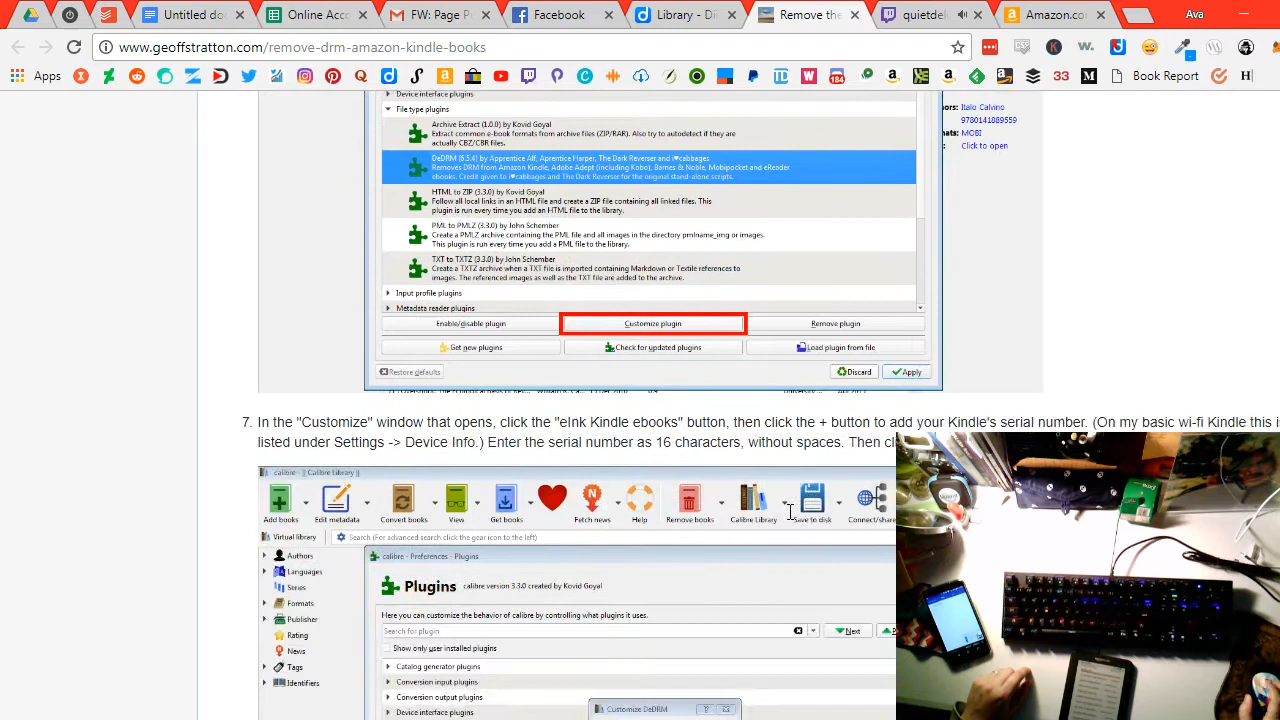 Untitled do
Online Acc
FW: Page P
Facebook
Library - Di
Remove the
quietdel
Amazon.co
Ava
www.geoffstratton.com/remove-drm-amazon-kindle-books
Apps
184
33
Book Report
Device interface plugins
File type plugins
Archive Extract (1.0.0) by Kovid Goyal
Extract common e-book formats from archive files (ZIP/RAR). Also try to autodetect if they are
actually CBZ/CBR files.
DeDRM (6.5.4) by Apprentice Alf, Aprentice Harper, The Dark Reverser and i♥cabbages
Removes DRM from Amazon Kindle, Adobe Adept (including Kobo), Barnes & Noble, Mobipocket and eReader
ebooks. Credit given to i♥cabbages and The Dark Reverser for the original stand-alone scripts.
HTML to ZIP (3.3.0) by Kovid Goyal
Follow all local links in an HTML file and create a ZIP file containing all linked files. This
plugin is run every time you add an HTML file to the library.
PML to PMLZ (3.3.0) by John Schember
Create a PMLZ archive containing the PML file and all images in the directory pmlname_img or images.
This plugin is run every time you add a PML file to the library.
TXT to TXTZ (3.3.0) by John Schember
Create a TXTZ archive when a TXT file is imported containing Markdown or Textile references to
images. The referenced images as well as the TXT file are added to the archive.
Input profile plugins
Metadata reader plugins
Enable/disable plugin
Customize plugin
Remove plugin
Get new plugins
Check for updated plugins
Load plugin from file
Restore defaults
Discard
Apply
hors: Italo Calvino
9780141889559
mats: MOBI
Click to open
7. In the "Customize" window that opens, click the "eInk Kindle ebooks" button, then click the + button to add your Kindle's serial number. (On my basic wi-fi Kindle this is
listed under Settings -> Device Info.) Enter the serial number as 16 characters, without spaces. Then cl
calibre - || Calibre Library ||
Add books
Edit metadata
Convert books
View
Get books
Fetch news
Help
Remove books
Calibre Library
Save to disk
Connect/share
Virtual library
Search (For advanced search click the gear icon to the left)
Authors
Languages
Series
Formats
Publisher
Rating
News
Tags
Identifiers
calibre - Preferences - Plugins
Plugins calibre version 3.3.0 created by Kovid Goyal
Here you can customize the behavior of calibre by controlling what plugins it uses.
Search for plugin
Next
P
Show only user installed plugins
Catalog generator plugins
Conversion input plugins
Conversion output plugins
Device interface plugins
Customize DeDRM